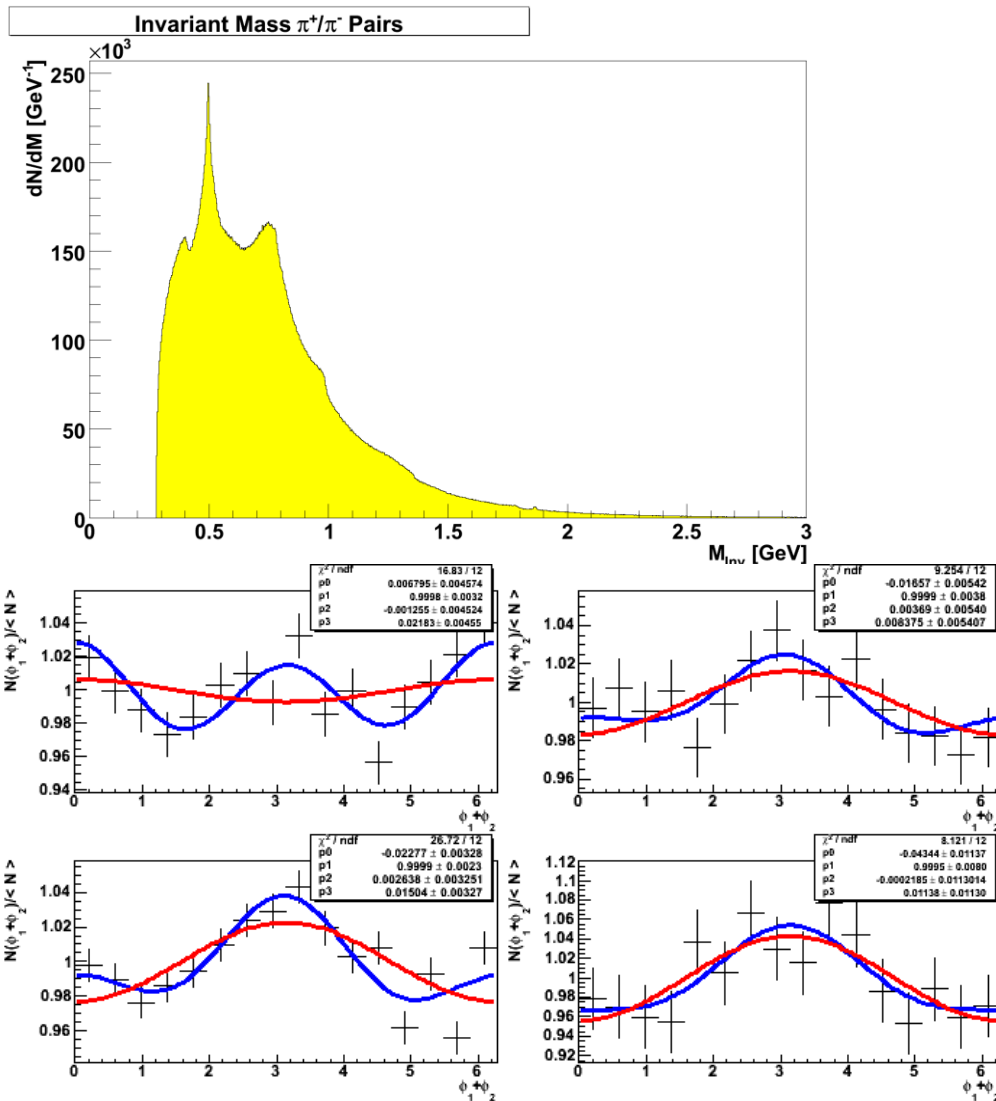 Invariant Mass π⁺/π⁻ Pairs
×10³
dN/dM [GeV⁻¹]
250
200
150
100
50
0
0 0.5 1 1.5 2 2.5 3
M_Inv [GeV]
χ² / ndf 16.83 / 12
p0 0.006795 ± 0.004574
p1 0.9998 ± 0.0032
p2 -0.001255 ± 0.004524
p3 0.02183 ± 0.00455
N(ϕ₁+ϕ₂)/< N >
1.04
1.02
1
0.98
0.96
0.94
0 1 2 3 4 5 6
ϕ₁+ϕ₂
χ² / ndf 9.254 / 12
p0 -0.01657 ± 0.00542
p1 0.9999 ± 0.0038
p2 0.00369 ± 0.00540
p3 0.008375 ± 0.005407
N(ϕ₁+ϕ₂)/< N >
1.04
1.02
1
0.98
0.96
0 1 2 3 4 5 6
ϕ₁+ϕ₂
χ² / ndf 26.72 / 12
p0 -0.02277 ± 0.00328
p1 0.9999 ± 0.0023
p2 0.002638 ± 0.003251
p3 0.01504 ± 0.00327
N(ϕ₁+ϕ₂)/< N >
1.04
1.02
1
0.98
0.96
0 1 2 3 4 5 6
ϕ₁+ϕ₂
χ² / ndf 8.121 / 12
p0 -0.04344 ± 0.01137
p1 0.9995 ± 0.0080
p2 -0.0002185 ± 0.0113014
p3 0.01138 ± 0.01130
N(ϕ₁+ϕ₂)/< N >
1.12
1.1
1.08
1.06
1.04
1.02
1
0.98
0.96
0.94
0.92
0 1 2 3 4 5 6
ϕ₁+ϕ₂